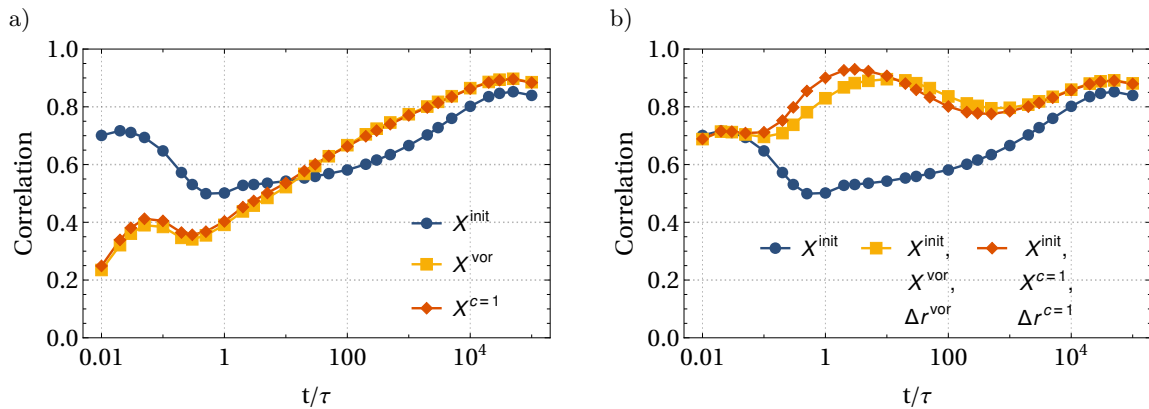 a)
1.0
0.8
0.6
0.4
0.2
0.0
Correlation
X^init
X^vor
X^c=1
0.01
1
100
10^4
t/τ
b)
1.0
0.8
0.6
0.4
0.2
0.0
Correlation
X^init X^init, X^init,
X^vor, X^c=1,
Δr^vor Δr^c=1
0.01
1
100
10^4
t/τ